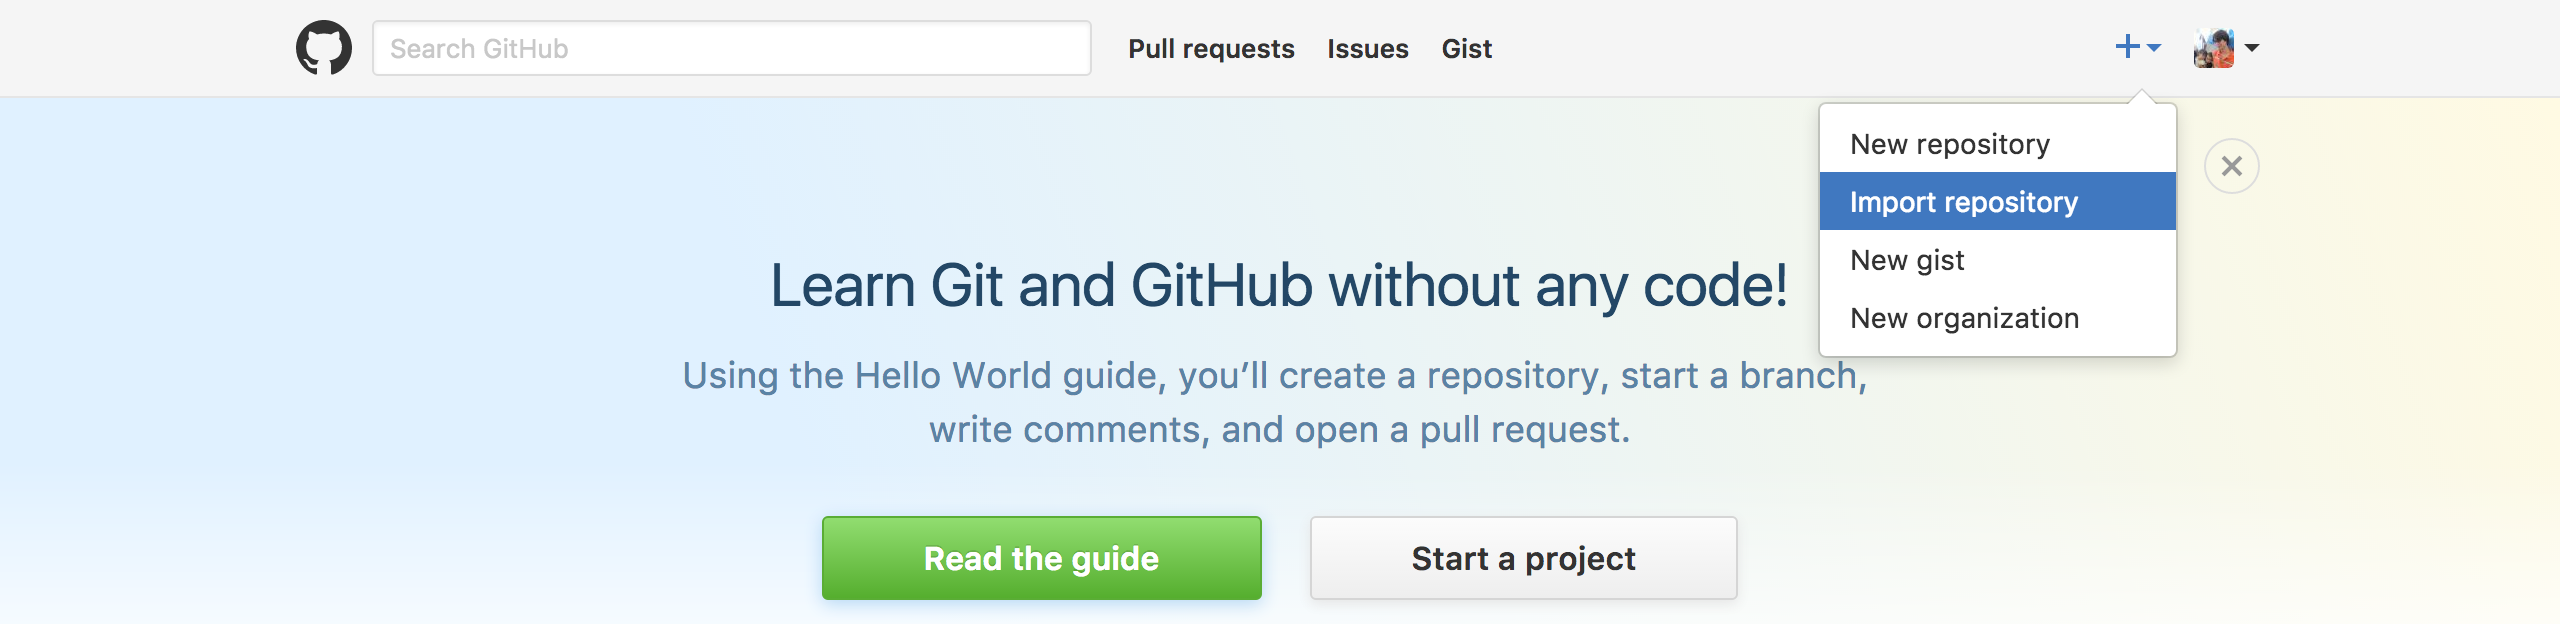 Search GitHub
Pull requests
Issues
Gist
New repository
Import repository
New gist
New organization
Learn Git and GitHub without any code!
Using the Hello World guide, you’ll create a repository, start a branch,
write comments, and open a pull request.
Read the guide
Start a project